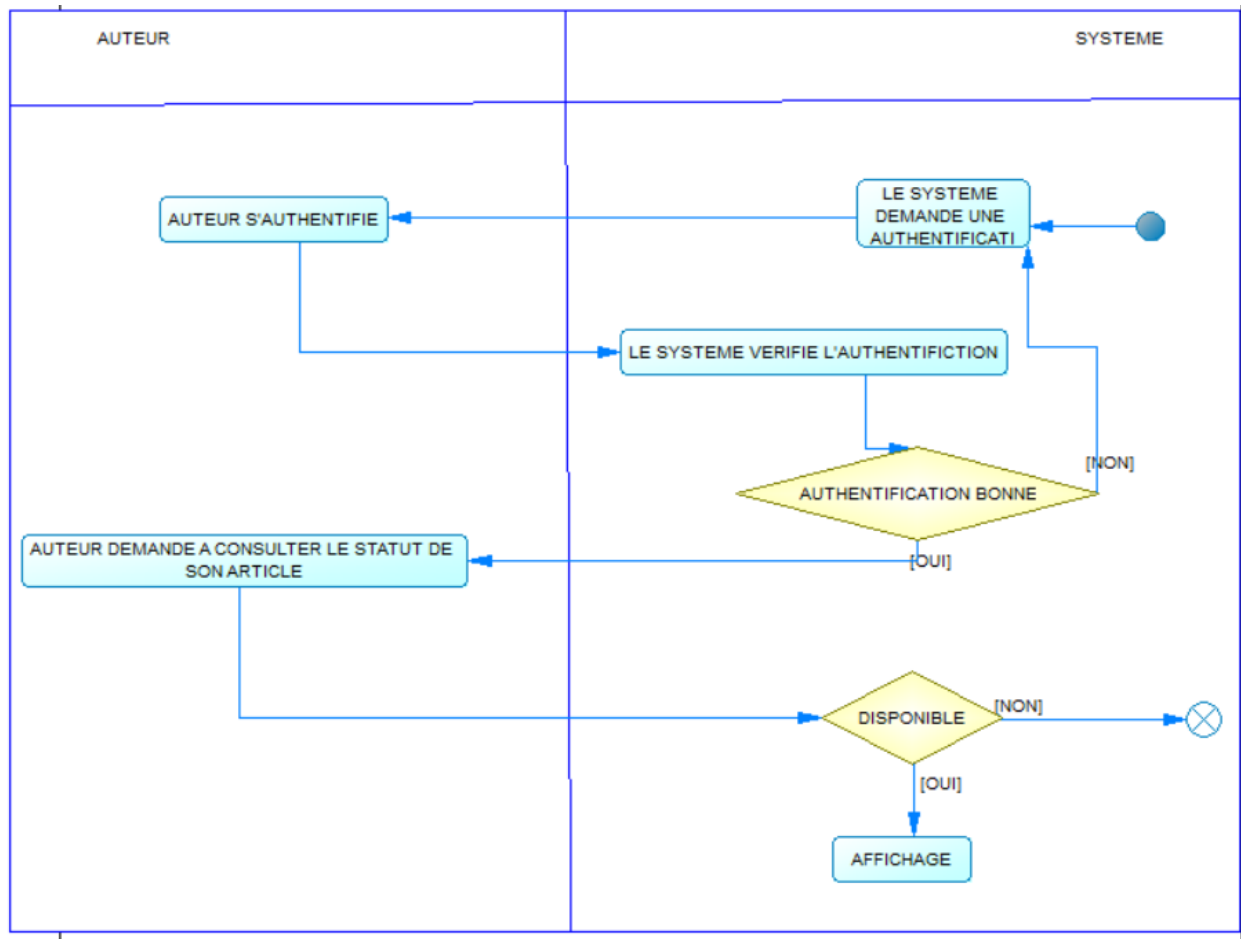 AUTEUR
SYSTEME
LE SYSTEME
DEMANDE UNE
AUTHENTIFICATI
AUTEUR S'AUTHENTIFIE
LE SYSTEME VERIFIE L'AUTHENTIFICTION
[NON]
AUTHENTIFICATION BONNE
[OUI]
AUTEUR DEMANDE A CONSULTER LE STATUT DE
SON ARTICLE
DISPONIBLE
[NON]
[OUI]
AFFICHAGE